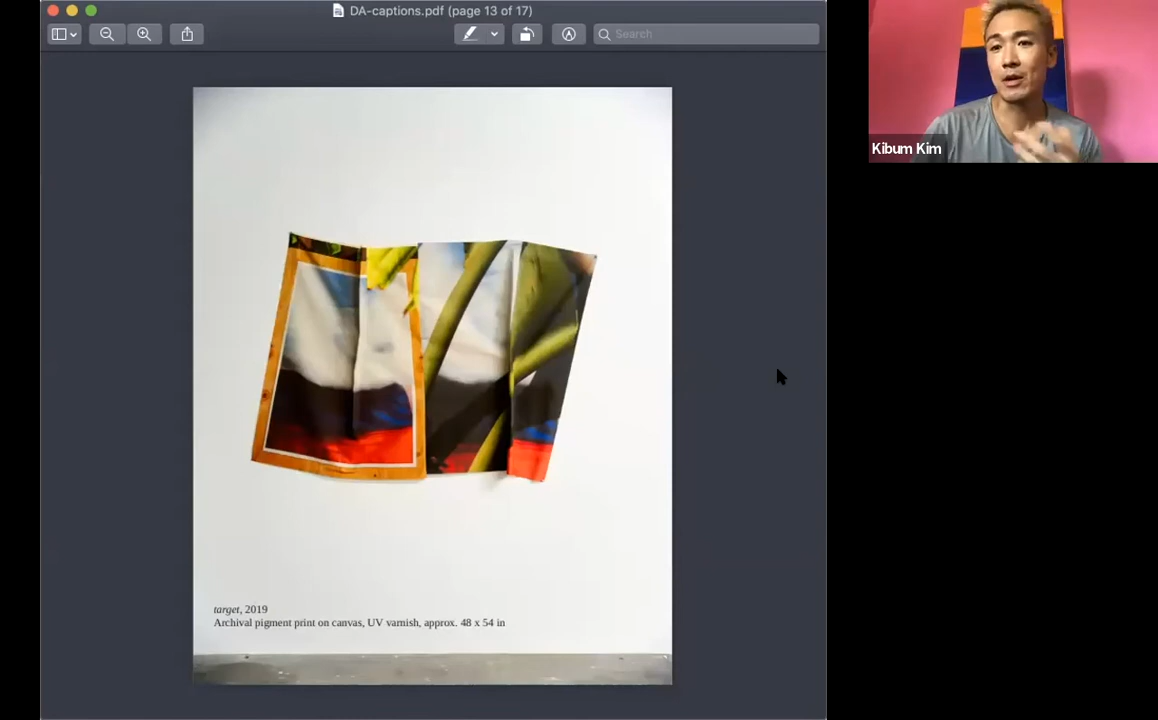 DA-captions.pdf (page 13 of 17)
Search
Kibum Kim
target, 2019
Archival pigment print on canvas, UV varnish, approx. 48 x 54 in